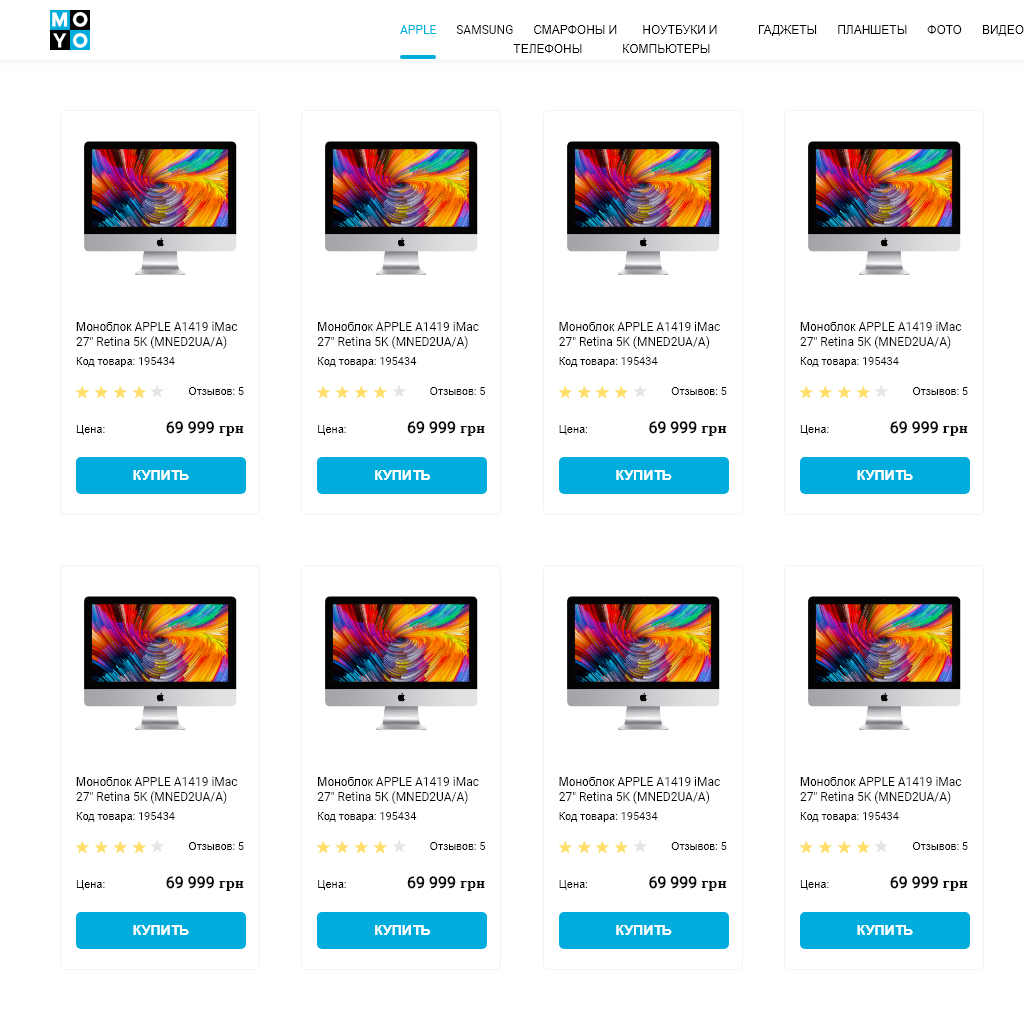 MO
YO
APPLE SAMSUNG СМАРФОНЫ И ТЕЛЕФОНЫ НОУТБУКИ И КОМПЬЮТЕРЫ ГАДЖЕТЫ ПЛАНШЕТЫ ФОТО ВИДЕО
Моноблок APPLE A1419 iMac
27" Retina 5K (MNED2UA/A)
Код товара: 195434
Отзывов: 5
Цена: 69 999 грн
КУПИТЬ
Моноблок APPLE A1419 iMac
27" Retina 5K (MNED2UA/A)
Код товара: 195434
Отзывов: 5
Цена: 69 999 грн
КУПИТЬ
Моноблок APPLE A1419 iMac
27" Retina 5K (MNED2UA/A)
Код товара: 195434
Отзывов: 5
Цена: 69 999 грн
КУПИТЬ
Моноблок APPLE A1419 iMac
27" Retina 5K (MNED2UA/A)
Код товара: 195434
Отзывов: 5
Цена: 69 999 грн
КУПИТЬ
Моноблок APPLE A1419 iMac
27" Retina 5K (MNED2UA/A)
Код товара: 195434
Отзывов: 5
Цена: 69 999 грн
КУПИТЬ
Моноблок APPLE A1419 iMac
27" Retina 5K (MNED2UA/A)
Код товара: 195434
Отзывов: 5
Цена: 69 999 грн
КУПИТЬ
Моноблок APPLE A1419 iMac
27" Retina 5K (MNED2UA/A)
Код товара: 195434
Отзывов: 5
Цена: 69 999 грн
КУПИТЬ
Моноблок APPLE A1419 iMac
27" Retina 5K (MNED2UA/A)
Код товара: 195434
Отзывов: 5
Цена: 69 999 грн
КУПИТЬ